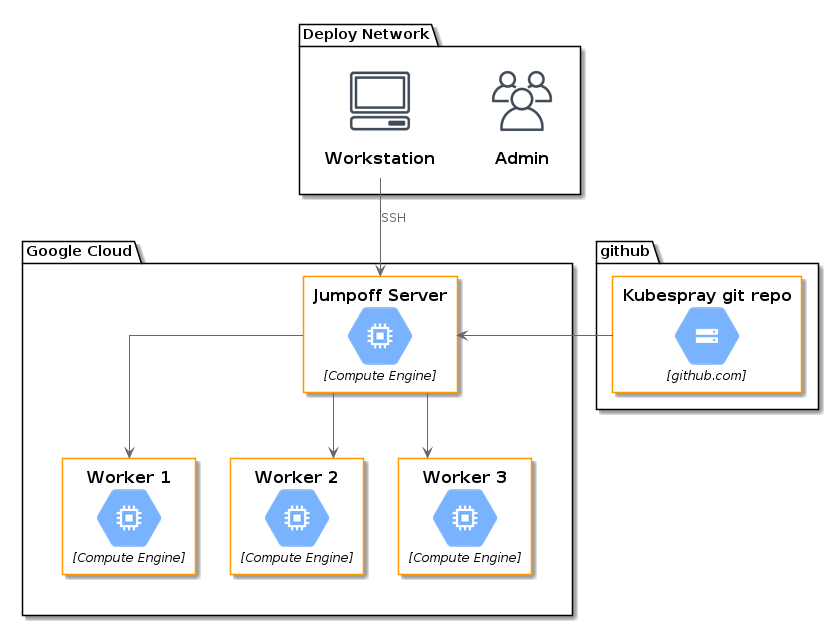 Deploy Network
Workstation
Admin
SSH
Google Cloud
github
Jumpoff Server
[Compute Engine]
Kubespray git repo
[github.com]
Worker 1
[Compute Engine]
Worker 2
[Compute Engine]
Worker 3
[Compute Engine]